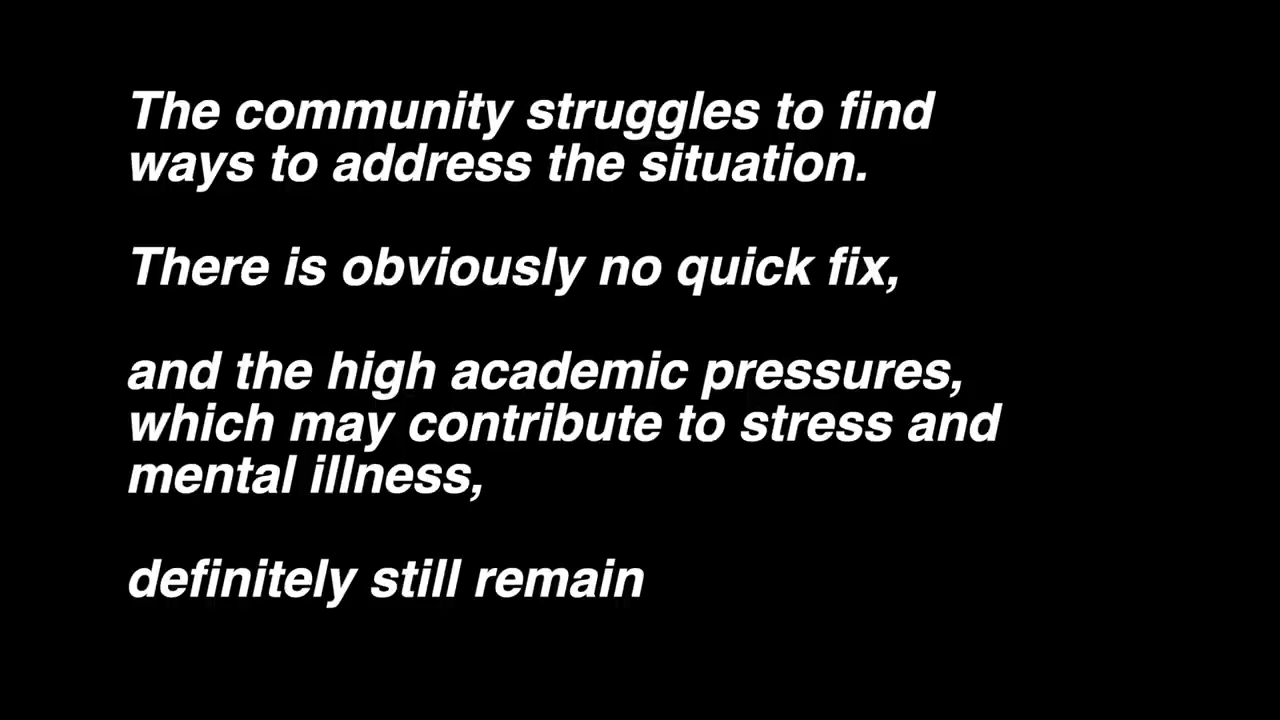 The community struggles to find
ways to address the situation.
There is obviously no quick fix,
and the high academic pressures,
which may contribute to stress and
mental illness,
definitely still remain